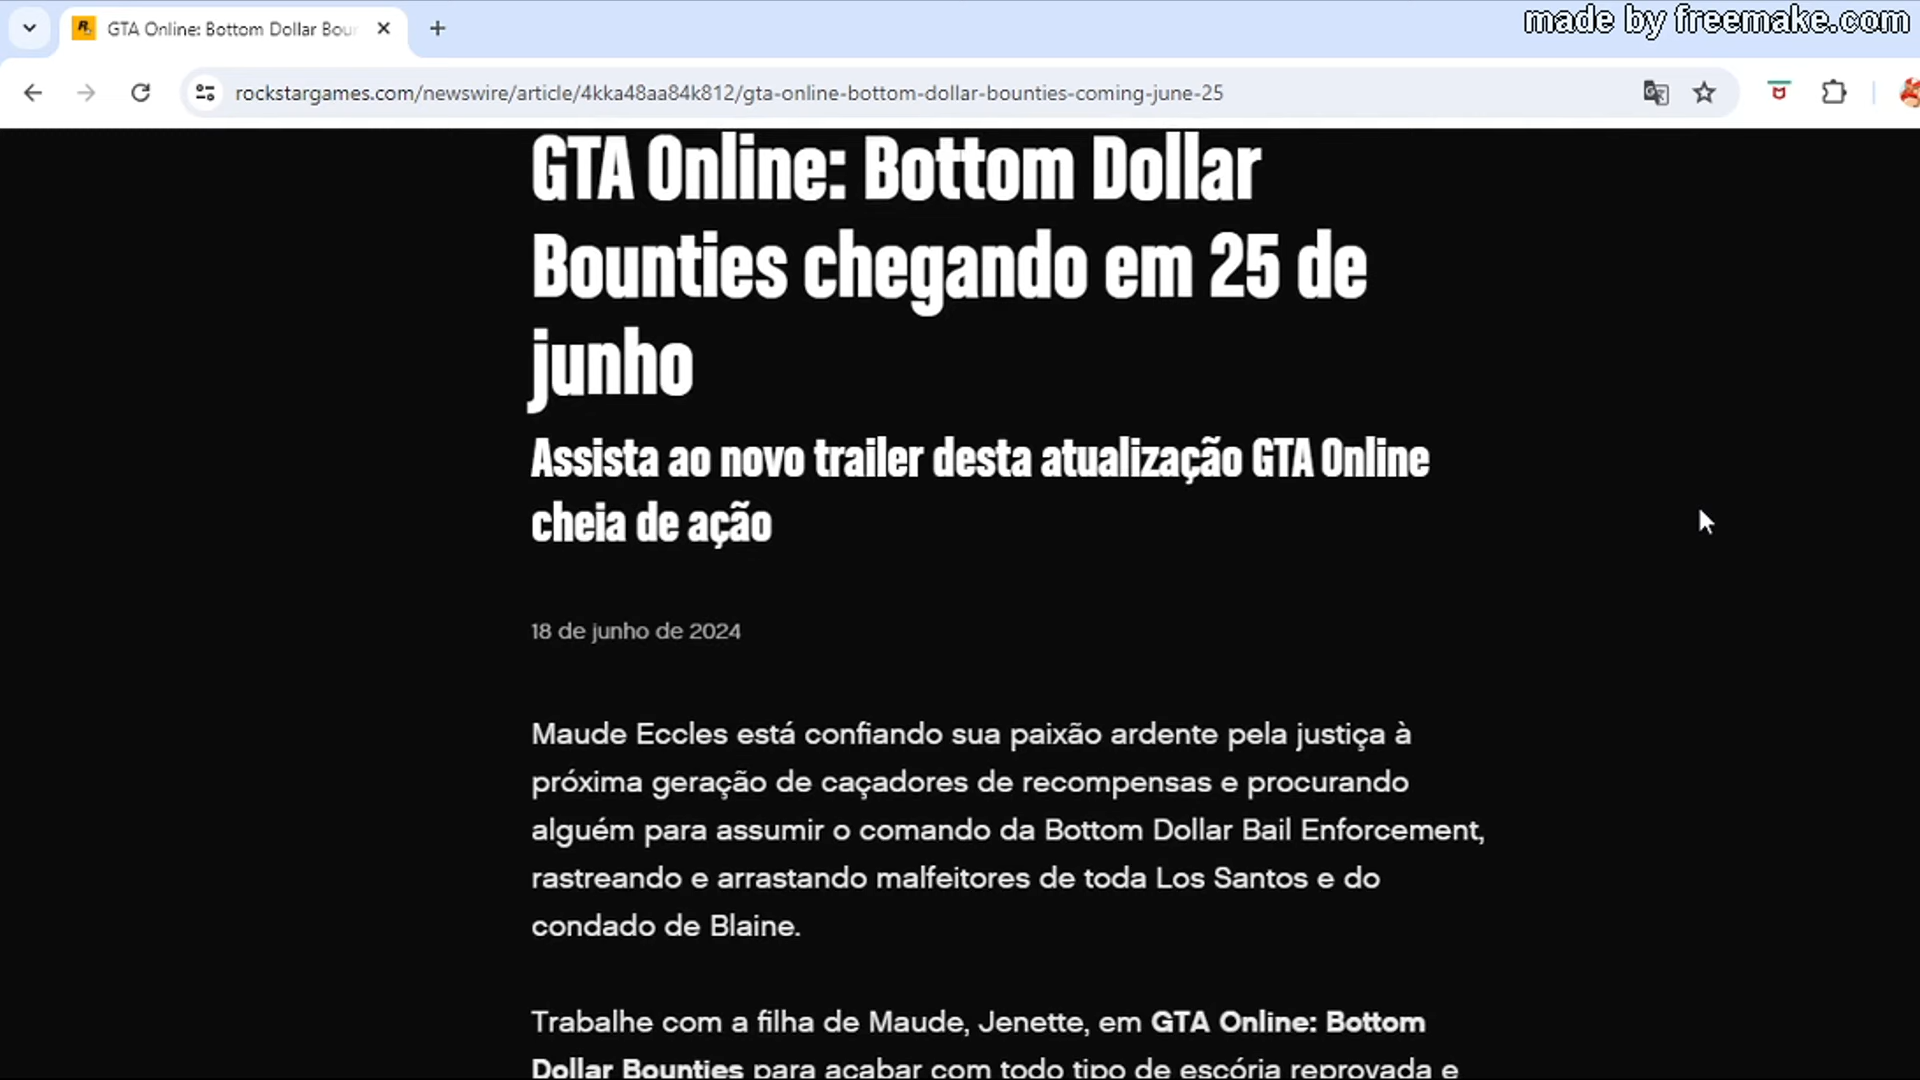 made by freemake.com
GTA Online: Bottom Dollar Bour
rockstargames.com/newswire/article/4kka48aa84k812/gta-online-bottom-dollar-bounties-coming-june-25
GTA Online: Bottom Dollar
Bounties chegando em 25 de
junho
Assista ao novo trailer desta atualização GTA Online
cheia de ação
18 de junho de 2024
Maude Eccles está confiando sua paixão ardente pela justiça à
próxima geração de caçadores de recompensas e procurando
alguém para assumir o comando da Bottom Dollar Bail Enforcement,
rastreando e arrastando malfeitores de toda Los Santos e do
condado de Blaine.
Trabalhe com a filha de Maude, Jenette, em GTA Online: Bottom
Dollar Bounties para acabar com todo tipo de escória reprovada e